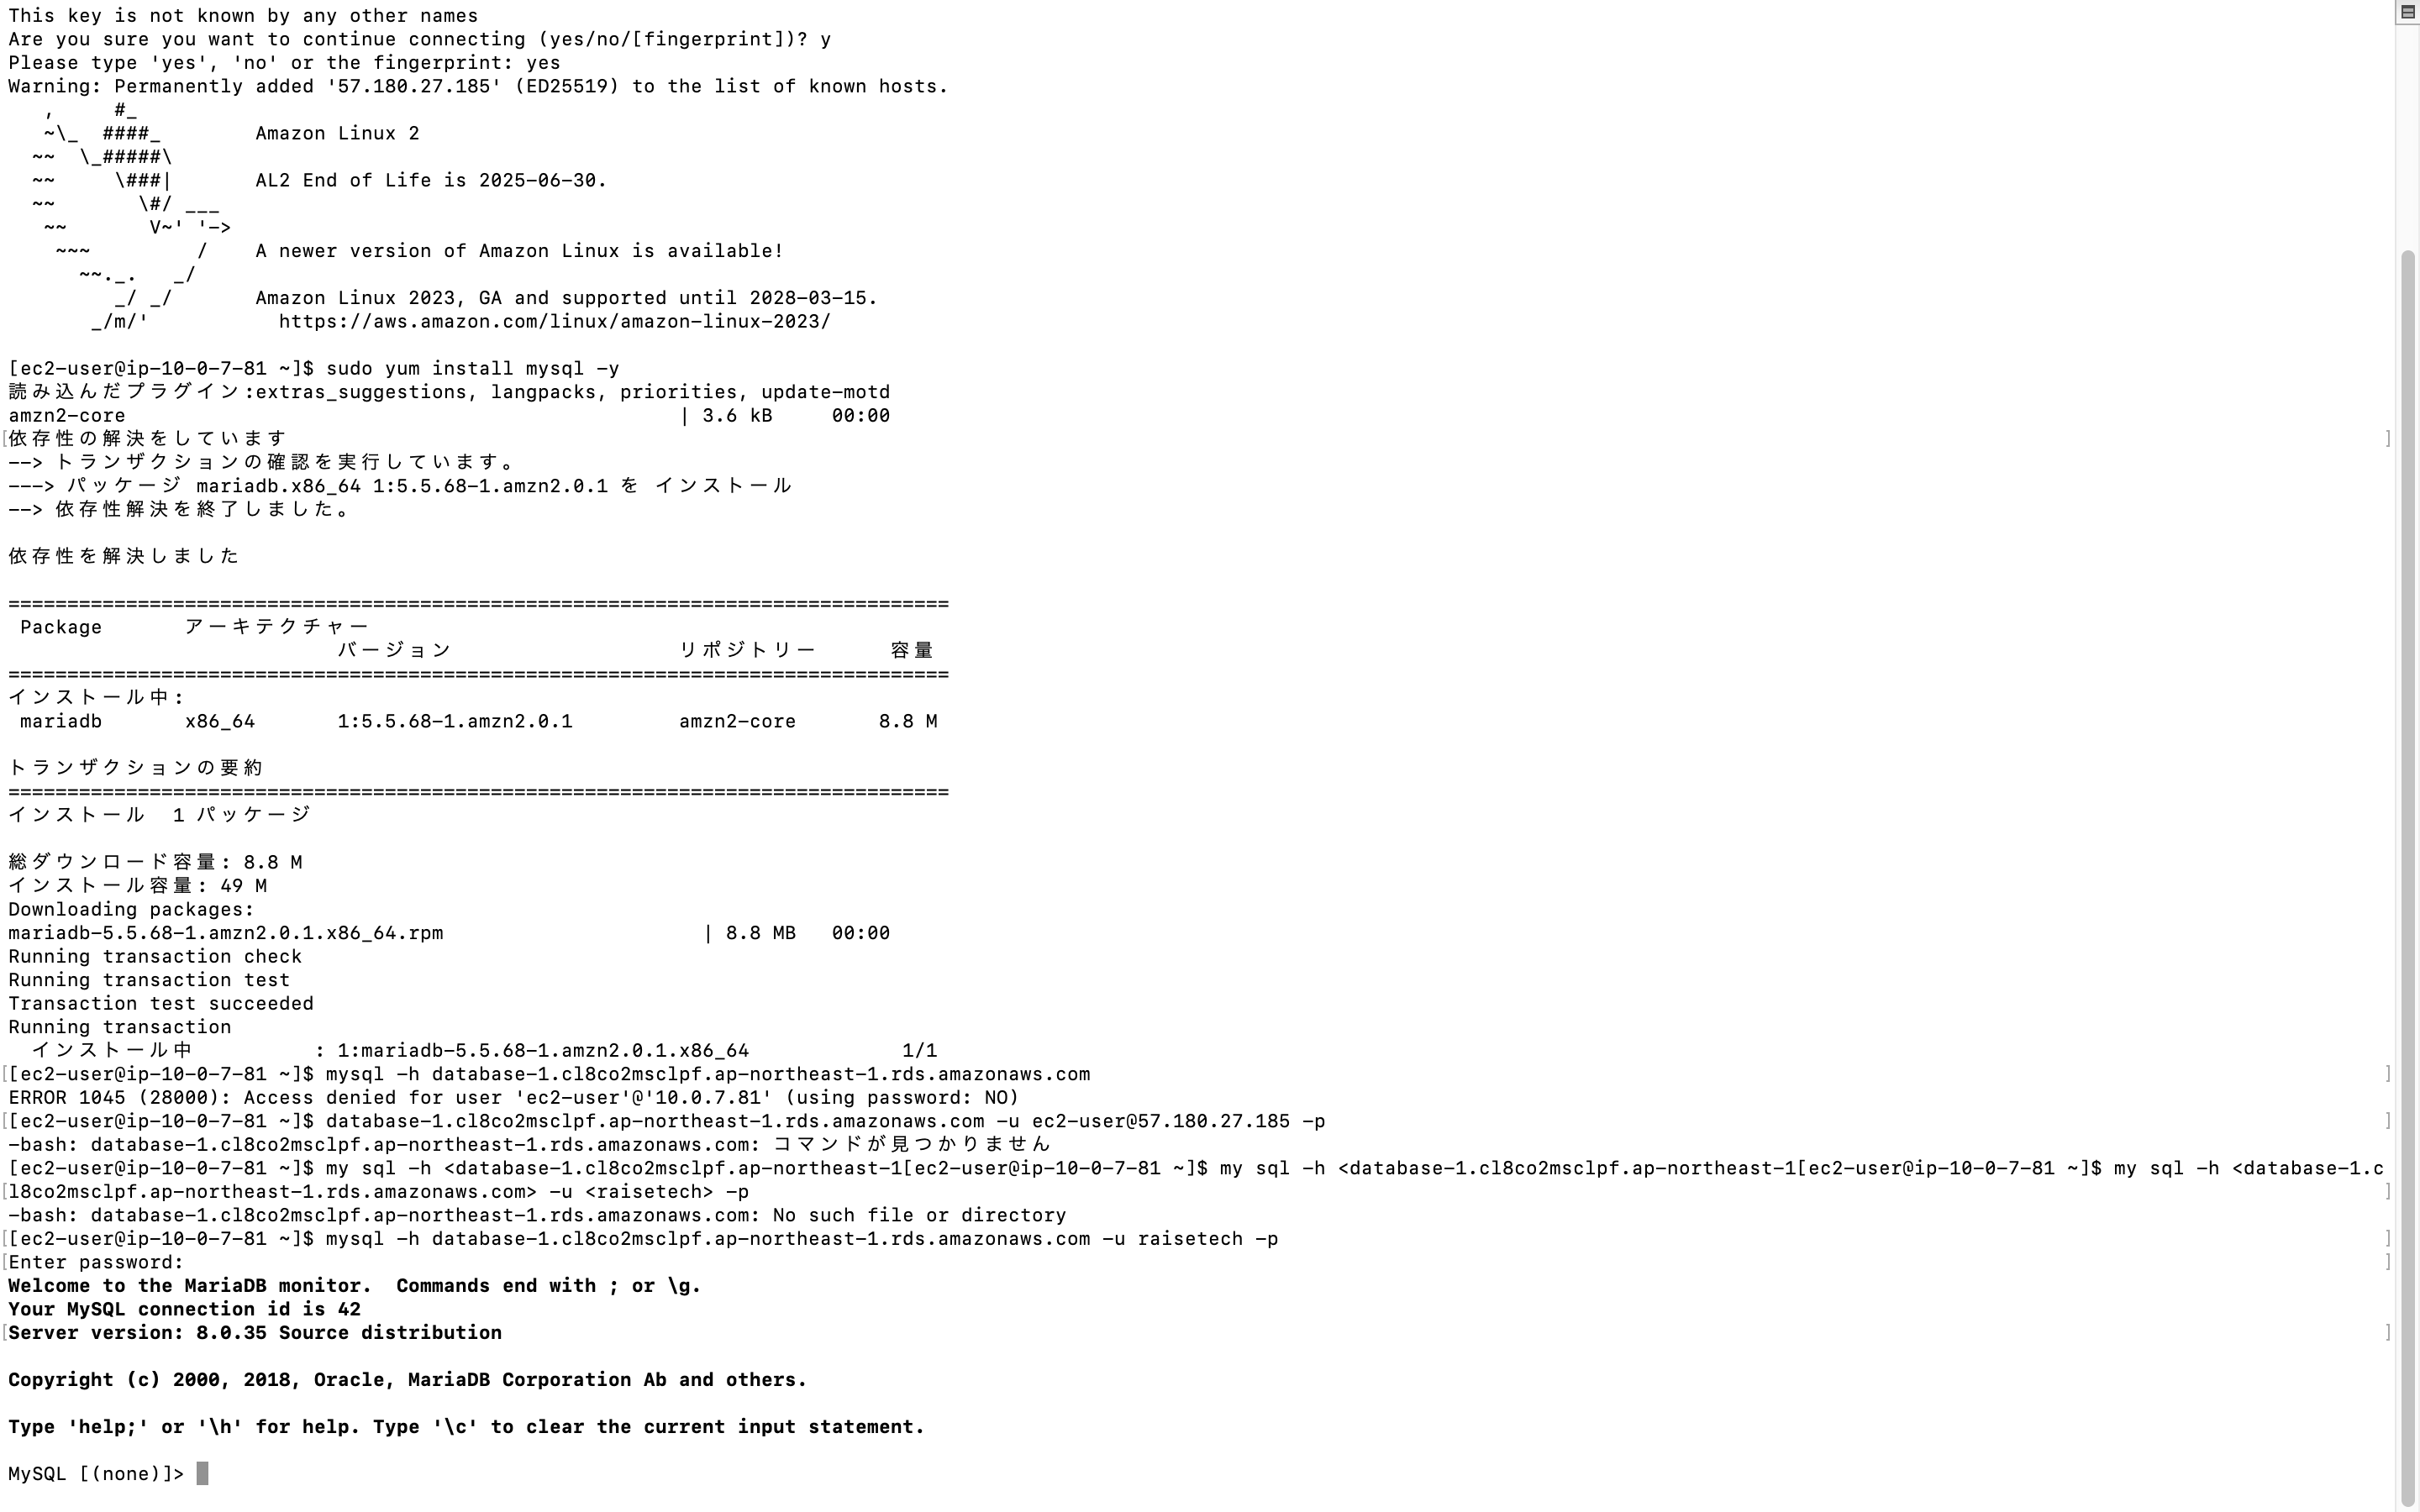 This key is not known by any other names
Are you sure you want to continue connecting (yes/no/[fingerprint])? y
Please type 'yes', 'no' or the fingerprint: yes
Warning: Permanently added '57.180.27.185' (ED25519) to the list of known hosts.
   ,     #_
   ~\_  ####_        Amazon Linux 2
  ~~  \_#####\
  ~~     \###|       AL2 End of Life is 2025-06-30.
  ~~       \#/ ___
   ~~       V~' '->
    ~~~         /    A newer version of Amazon Linux is available!
      ~~._.   _/
         _/ _/       Amazon Linux 2023, GA and supported until 2028-03-15.
       _/m/'           https://aws.amazon.com/linux/amazon-linux-2023/

[ec2-user@ip-10-0-7-81 ~]$ sudo yum install mysql -y
読み込んだプラグイン:extras_suggestions, langpacks, priorities, update-motd
amzn2-core                                               | 3.6 kB     00:00
[依存性の解決をしています ]
--> トランザクションの確認を実行しています。
---> パッケージ mariadb.x86_64 1:5.5.68-1.amzn2.0.1 を インストール
--> 依存性解決を終了しました。

依存性を解決しました

================================================================================
 Package       アーキテクチャー
                            バージョン                   リポジトリー      容量
================================================================================
インストール中:
 mariadb       x86_64       1:5.5.68-1.amzn2.0.1         amzn2-core       8.8 M

トランザクションの要約
================================================================================
インストール  1 パッケージ

総ダウンロード容量: 8.8 M
インストール容量: 49 M
Downloading packages:
mariadb-5.5.68-1.amzn2.0.1.x86_64.rpm                      | 8.8 MB   00:00
Running transaction check
Running transaction test
Transaction test succeeded
Running transaction
  インストール中          : 1:mariadb-5.5.68-1.amzn2.0.1.x86_64             1/1
[[ec2-user@ip-10-0-7-81 ~]$ mysql -h database-1.cl8co2msclpf.ap-northeast-1.rds.amazonaws.com ]
ERROR 1045 (28000): Access denied for user 'ec2-user'@'10.0.7.81' (using password: NO)
[[ec2-user@ip-10-0-7-81 ~]$ database-1.cl8co2msclpf.ap-northeast-1.rds.amazonaws.com -u ec2-user@57.180.27.185 -p ]
-bash: database-1.cl8co2msclpf.ap-northeast-1.rds.amazonaws.com: コマンドが見つかりません
[ec2-user@ip-10-0-7-81 ~]$ my sql -h <database-1.cl8co2msclpf.ap-northeast-1[ec2-user@ip-10-0-7-81 ~]$ my sql -h <database-1.cl8co2msclpf.ap-northeast-1[ec2-user@ip-10-0-7-81 ~]$ my sql -h <database-1.c
[l8co2msclpf.ap-northeast-1.rds.amazonaws.com> -u <raisetech> -p ]
-bash: database-1.cl8co2msclpf.ap-northeast-1.rds.amazonaws.com: No such file or directory
[[ec2-user@ip-10-0-7-81 ~]$ mysql -h database-1.cl8co2msclpf.ap-northeast-1.rds.amazonaws.com -u raisetech -p ]
[Enter password: ]
Welcome to the MariaDB monitor.  Commands end with ; or \g.
Your MySQL connection id is 42
[Server version: 8.0.35 Source distribution ]

Copyright (c) 2000, 2018, Oracle, MariaDB Corporation Ab and others.

Type 'help;' or '\h' for help. Type '\c' to clear the current input statement.

MySQL [(none)]>